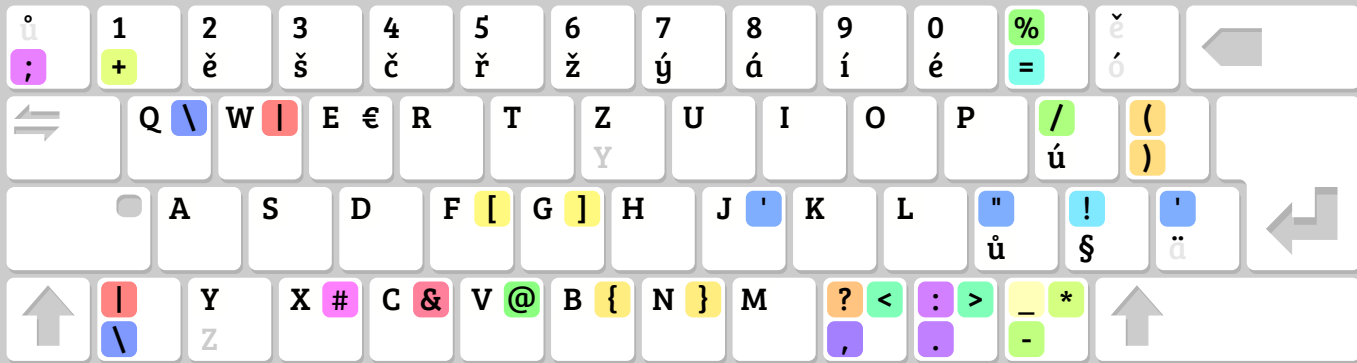 ů 1 2 3 4 5 6 7 8 9 0 % ˇ
; + ě š č ř ž ý á í é = ó
Q \ W | E € R T Z U I O P / (
Y ú )
A S D F [ G ] H J ' K L " ! '
ů § ä
| Y X # C & V @ B { N } M ? < : > _ *
\ Z , . -